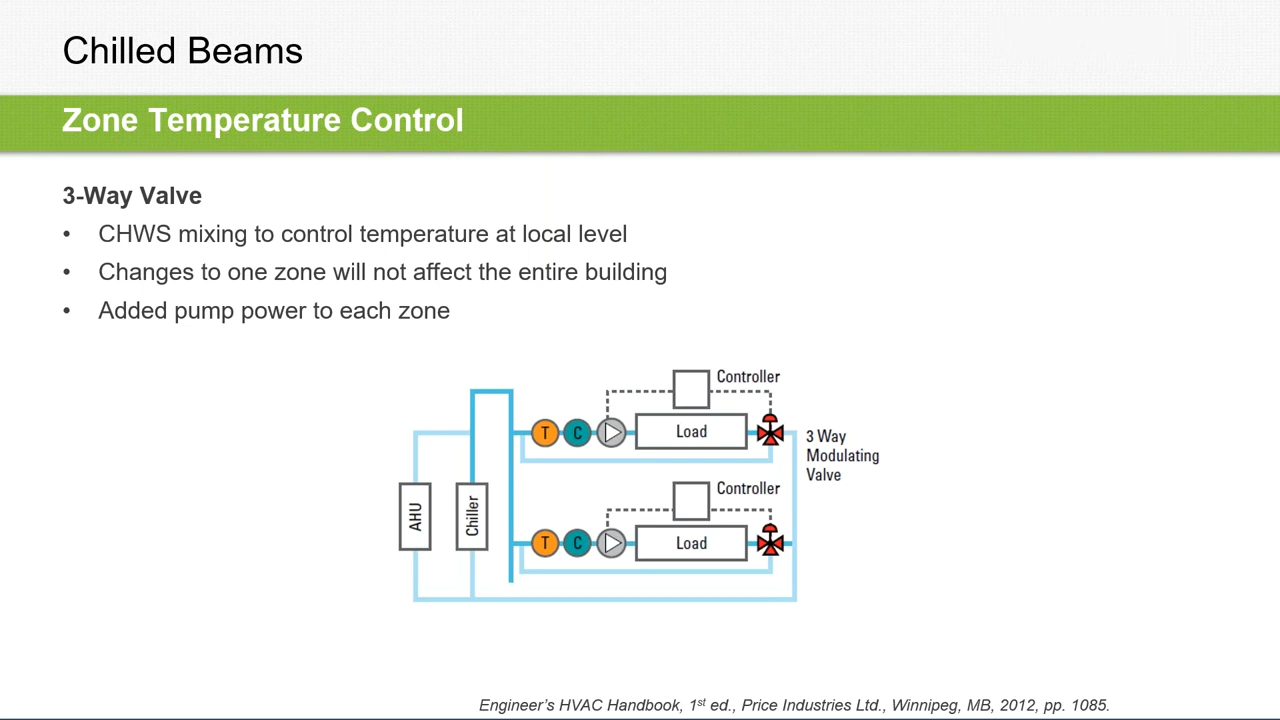 Chilled Beams
Zone Temperature Control
3-Way Valve
• CHWS mixing to control temperature at local level
• Changes to one zone will not affect the entire building
• Added pump power to each zone
Controller
T C Load
3 Way
Modulating
Valve
AHU
Chiller
Controller
T C Load
Engineer's HVAC Handbook, 1st ed., Price Industries Ltd., Winnipeg, MB, 2012, pp. 1085.